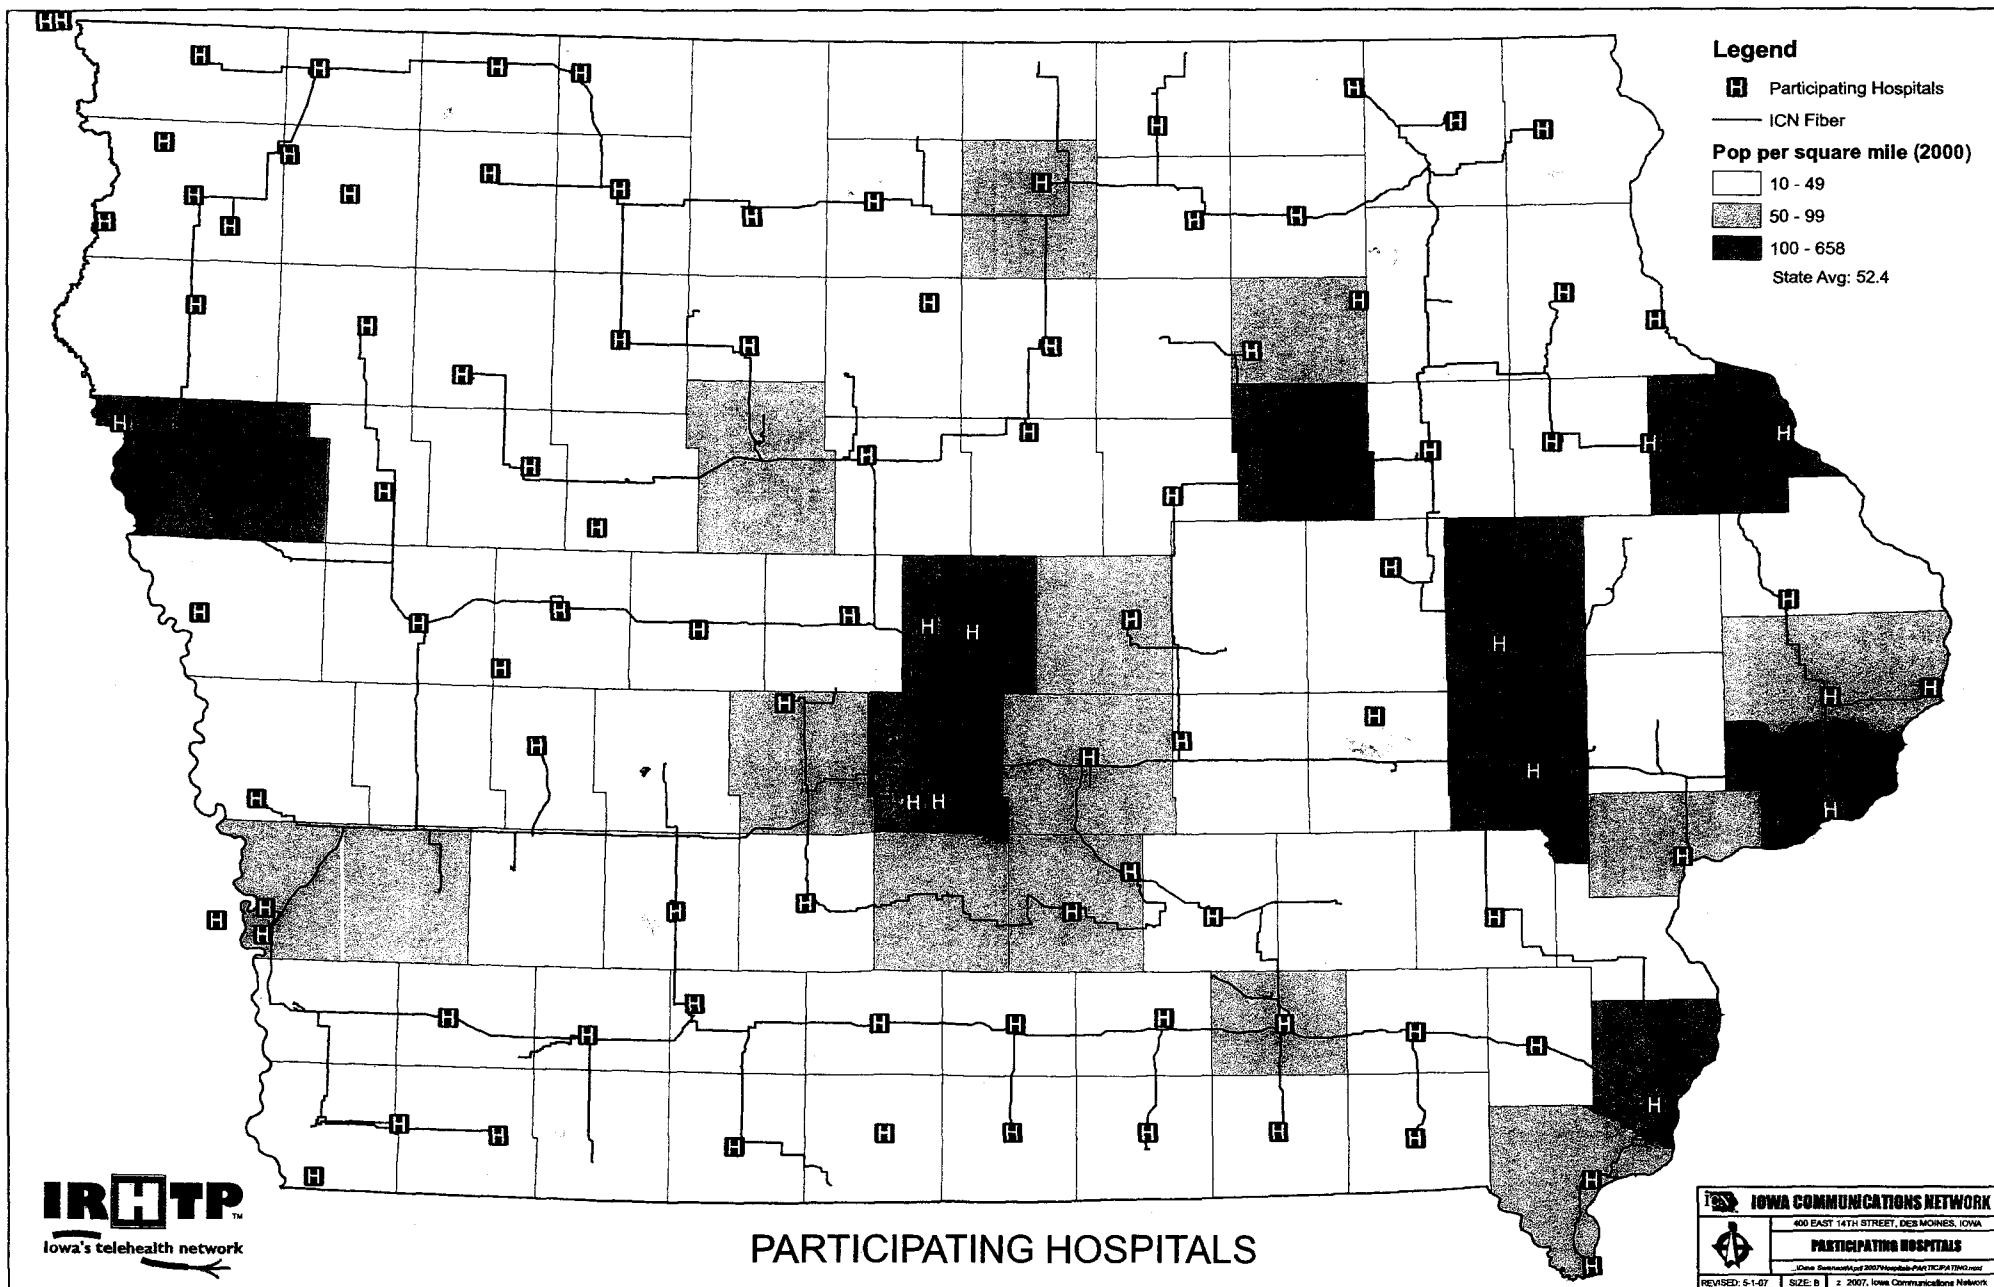 Legend
H Participating Hospitals
ICN Fiber
Pop per square mile (2000)
10 - 49
50 - 99
100 - 658
State Avg: 52.4
IRHTP™
Iowa's telehealth network
PARTICIPATING HOSPITALS
IOWA COMMUNICATIONS NETWORK
400 EAST 14TH STREET, DES MOINES, IOWA
PARTICIPATING HOSPITALS
REVISED: 5-1-07 SIZE: B 2007, Iowa Communications Network